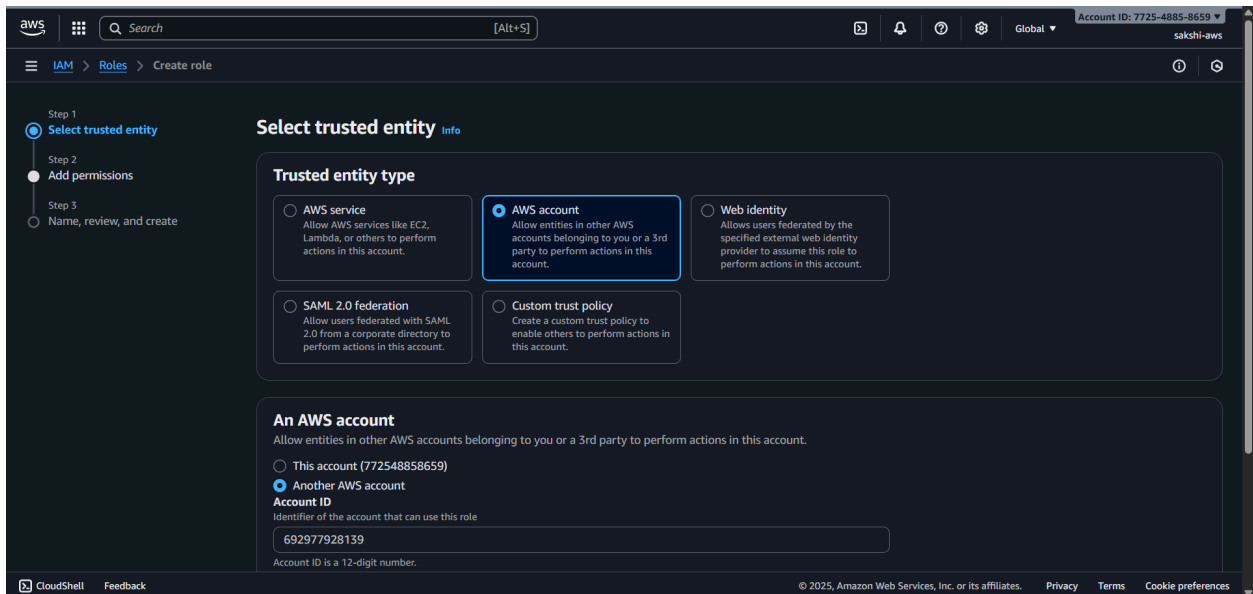 aws
Search
[Alt+S]
Global
Account ID: 7725-4885-8659
sakshi-aws
IAM > Roles > Create role
Step 1
Select trusted entity
Step 2
Add permissions
Step 3
Name, review, and create
Select trusted entity Info
Trusted entity type
AWS service
Allow AWS services like EC2,
Lambda, or others to perform
actions in this account.
AWS account
Allow entities in other AWS
accounts belonging to you or a 3rd
party to perform actions in this
account.
Web identity
Allows users federated by the
specified external web identity
provider to assume this role to
perform actions in this account.
SAML 2.0 federation
Allow users federated with SAML
2.0 from a corporate directory to
perform actions in this account.
Custom trust policy
Create a custom trust policy to
enable others to perform actions in
this account.
An AWS account
Allow entities in other AWS accounts belonging to you or a 3rd party to perform actions in this account.
This account (772548858659)
Another AWS account
Account ID
Identifier of the account that can use this role
692977928139
Account ID is a 12-digit number.
CloudShell
Feedback
© 2025, Amazon Web Services, Inc. or its affiliates.
Privacy
Terms
Cookie preferences